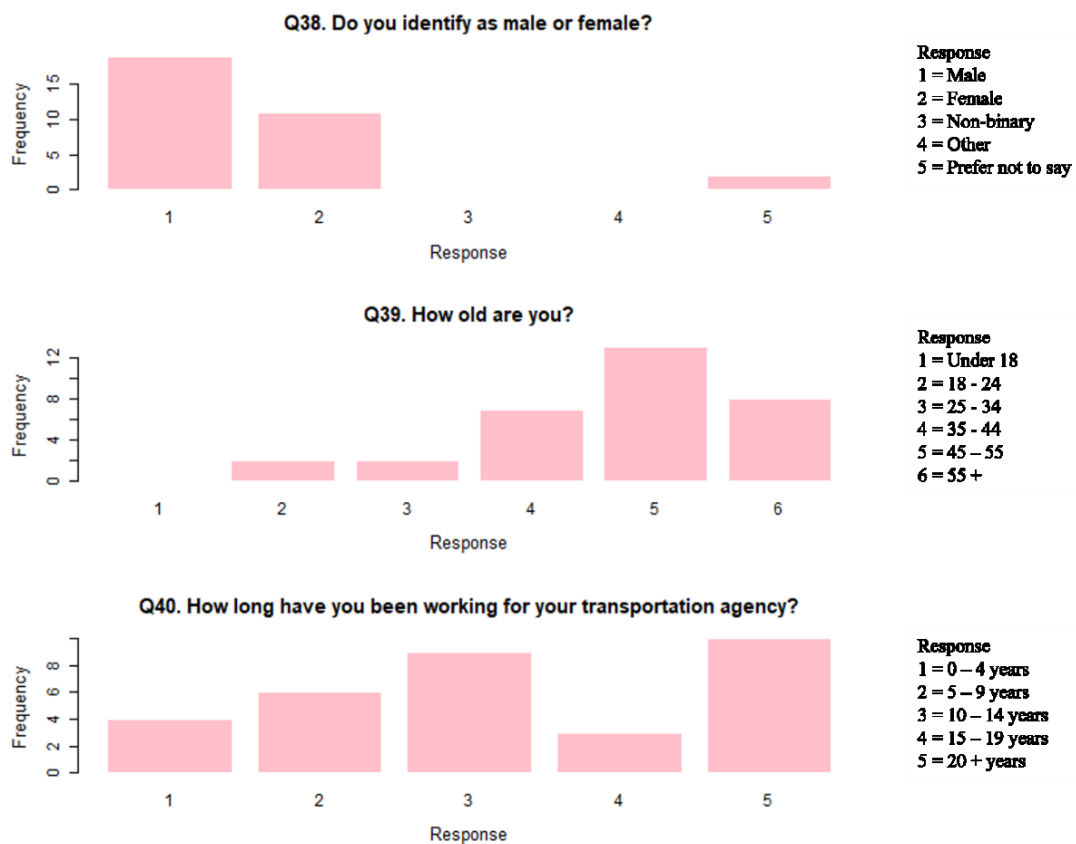 Q38. Do you identify as male or female?
15
10
5
0
Frequency
1 2 3 4 5
Response
Response
1 = Male
2 = Female
3 = Non-binary
4 = Other
5 = Prefer not to say
Q39. How old are you?
12
8
4
0
Frequency
1 2 3 4 5 6
Response
Response
1 = Under 18
2 = 18 - 24
3 = 25 - 34
4 = 35 - 44
5 = 45 – 55
6 = 55 +
Q40. How long have you been working for your transportation agency?
8
6
4
2
0
Frequency
1 2 3 4 5
Response
Response
1 = 0 – 4 years
2 = 5 – 9 years
3 = 10 – 14 years
4 = 15 – 19 years
5 = 20 + years